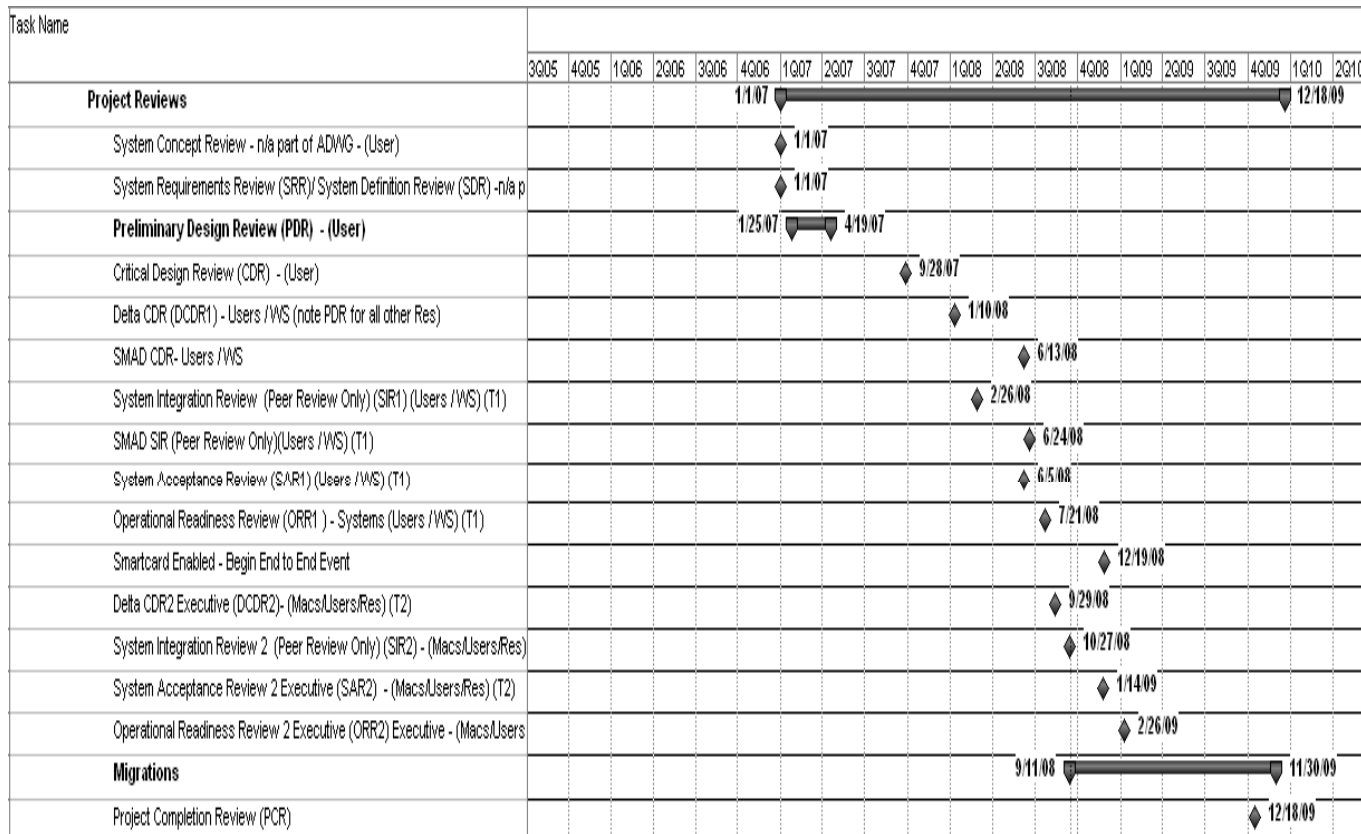 Task Name
3Q05 4Q05 1Q06 2Q06 3Q06 4Q06 1Q07 2Q07 3Q07 4Q07 1Q08 2Q08 3Q08 4Q08 1Q09 2Q09 3Q09 4Q09 1Q10 2Q10
Project Reviews 1/1/07 12/18/09
System Concept Review - n/a part of ADWG - (User) 1/1/07
System Requirements Review (SRR)/ System Definition Review (SDR) -n/a p 1/1/07
Preliminary Design Review (PDR) - (User) 1/25/07 4/19/07
Critical Design Review (CDR) - (User) 9/28/07
Delta CDR (DCDR1) - Users / WS (note PDR for all other Res) 1/10/08
SMAD CDR- Users / WS 6/13/08
System Integration Review (Peer Review Only) (SIR1) (Users / WS) (T1) 2/26/08
SMAD SIR (Peer Review Only)(Users / WS) (T1) 6/24/08
System Acceptance Review (SAR1) (Users / WS) (T1) 6/5/08
Operational Readiness Review (ORR1 ) - Systems (Users / WS) (T1) 7/21/08
Smartcard Enabled - Begin End to End Event 12/19/08
Delta CDR2 Executive (DCDR2)- (Macs/Users/Res) (T2) 9/29/08
System Integration Review 2 (Peer Review Only) (SIR2) - (Macs/Users/Res) 10/27/08
System Acceptance Review 2 Executive (SAR2) - (Macs/Users/Res) (T2) 1/14/09
Operational Readiness Review 2 Executive (ORR2) Executive - (Macs/Users 2/26/09
Migrations 9/11/08 11/30/09
Project Completion Review (PCR) 12/18/09